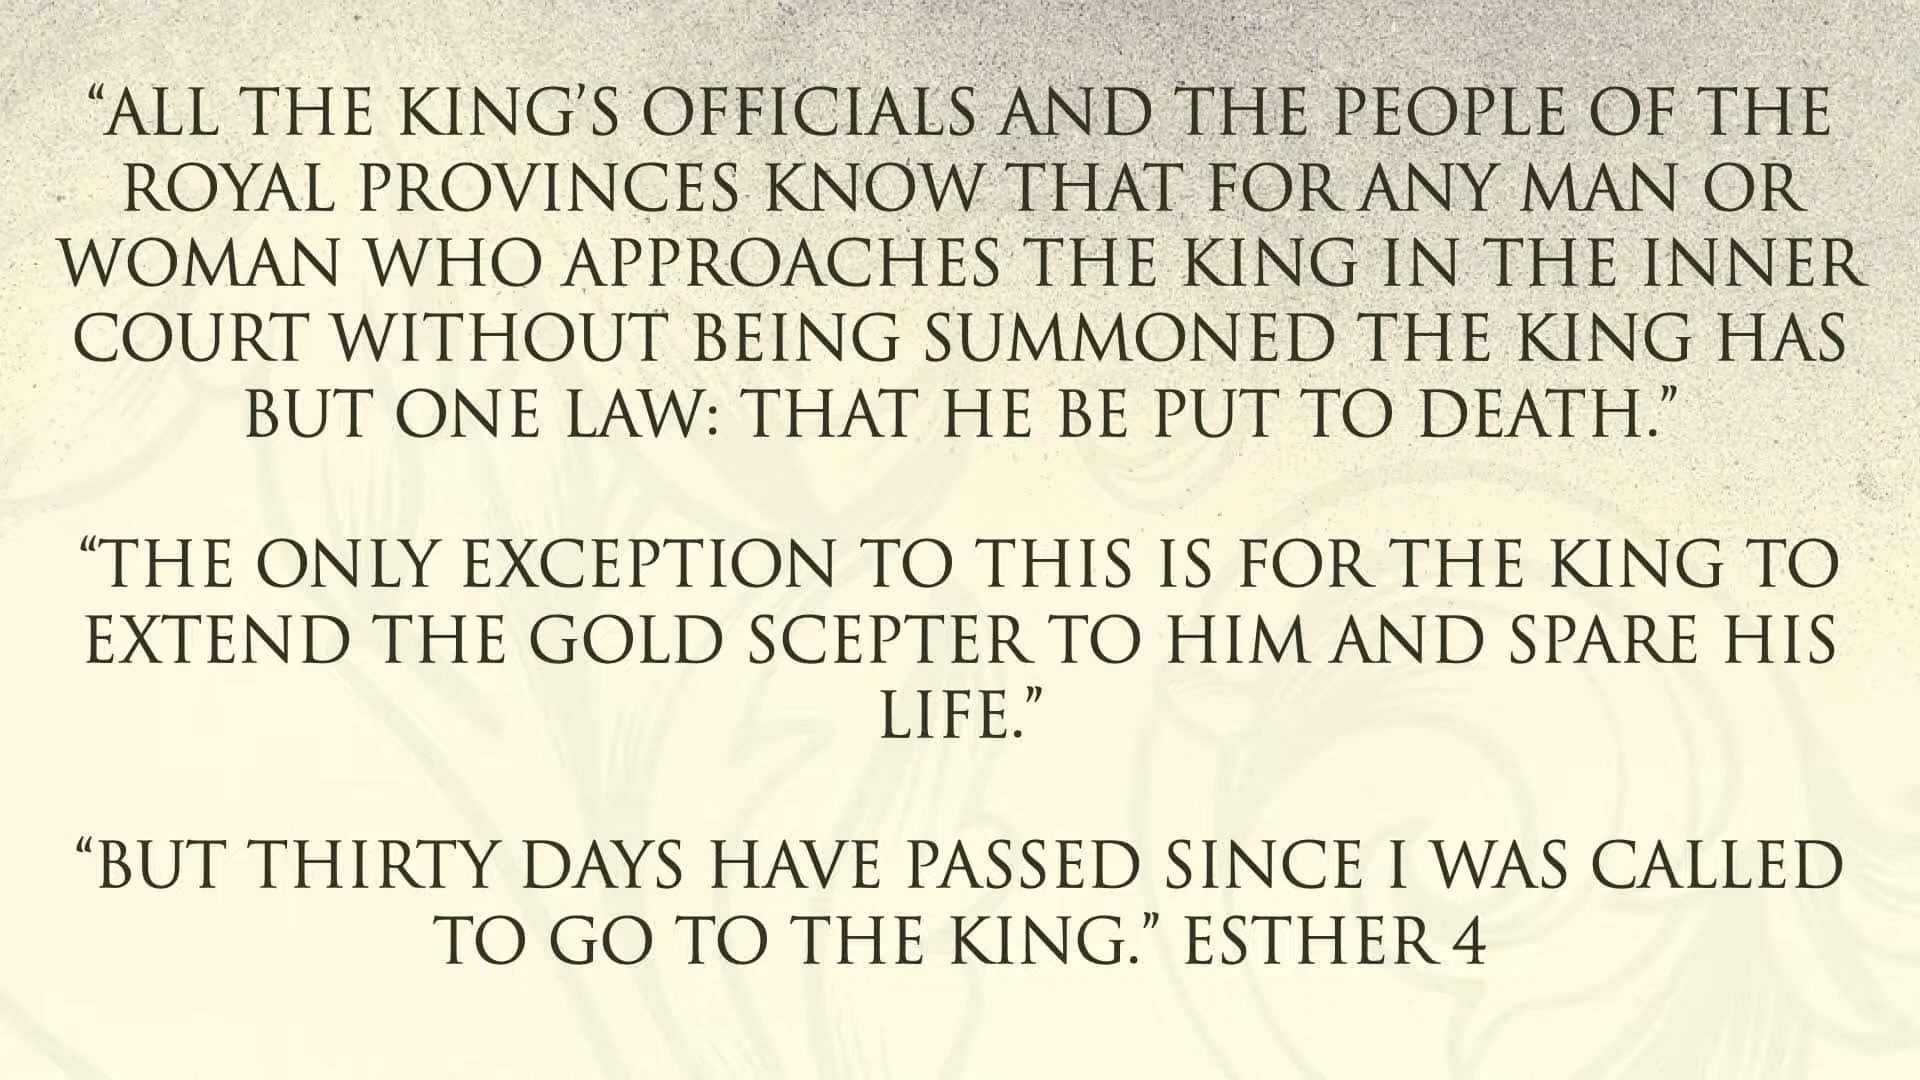 “ALL THE KING’S OFFICIALS AND THE PEOPLE OF THE
ROYAL PROVINCES KNOW THAT FOR ANY MAN OR
WOMAN WHO APPROACHES THE KING IN THE INNER
COURT WITHOUT BEING SUMMONED THE KING HAS
BUT ONE LAW: THAT HE BE PUT TO DEATH.”
“THE ONLY EXCEPTION TO THIS IS FOR THE KING TO
EXTEND THE GOLD SCEPTER TO HIM AND SPARE HIS
LIFE.”
“BUT THIRTY DAYS HAVE PASSED SINCE I WAS CALLED
TO GO TO THE KING.” ESTHER 4